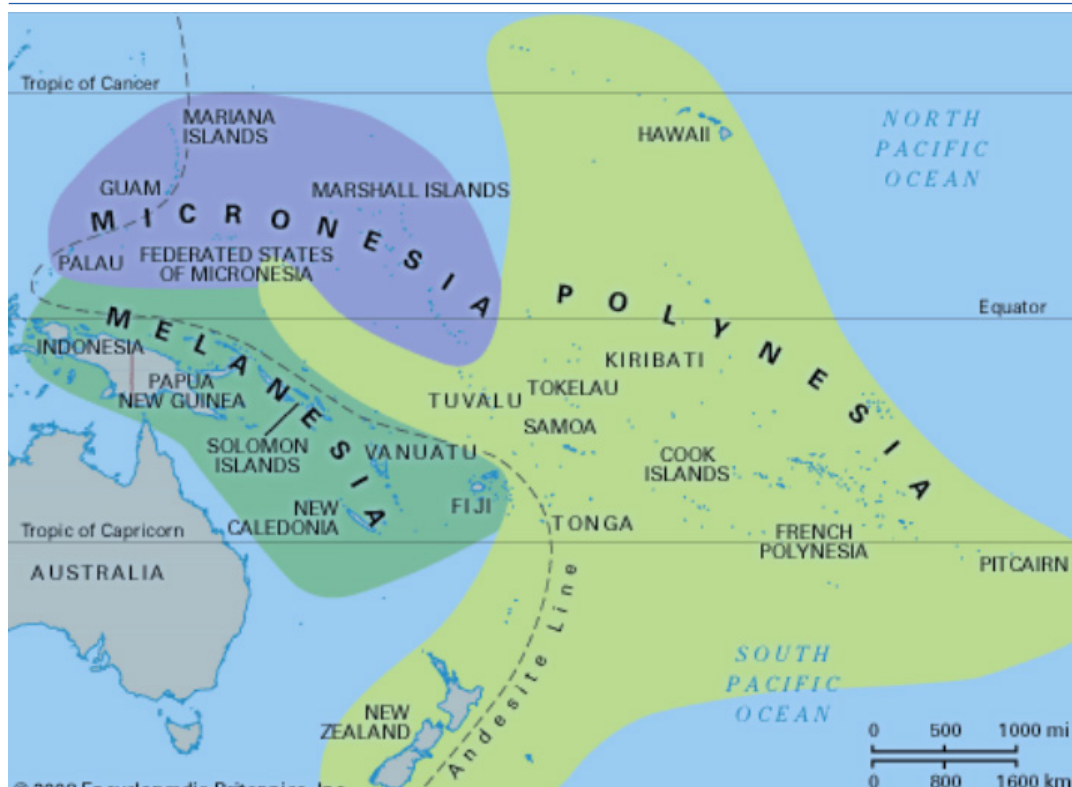 Tropic of Cancer
MARIANA
ISLANDS
HAWAII
NORTH
PACIFIC
OCEAN
GUAM
MARSHALL ISLANDS
MICRONESIA
PALAU
FEDERATED STATES
OF MICRONESIA
POLYNESIA
Equator
MELANESIA
INDONESIA
PAPUA
NEW GUINEA
KIRIBATI
TOKELAU
TUVALU
SAMOA
SOLOMON
ISLANDS
VANUATU
COOK
ISLANDS
FIJI
NEW
CALEDONIA
TONGA
Tropic of Capricorn
FRENCH
POLYNESIA
PITCAIRN
AUSTRALIA
Andesite Line
SOUTH
PACIFIC
OCEAN
NEW
ZEALAND
0 500 1000 mi
0 800 1600 km